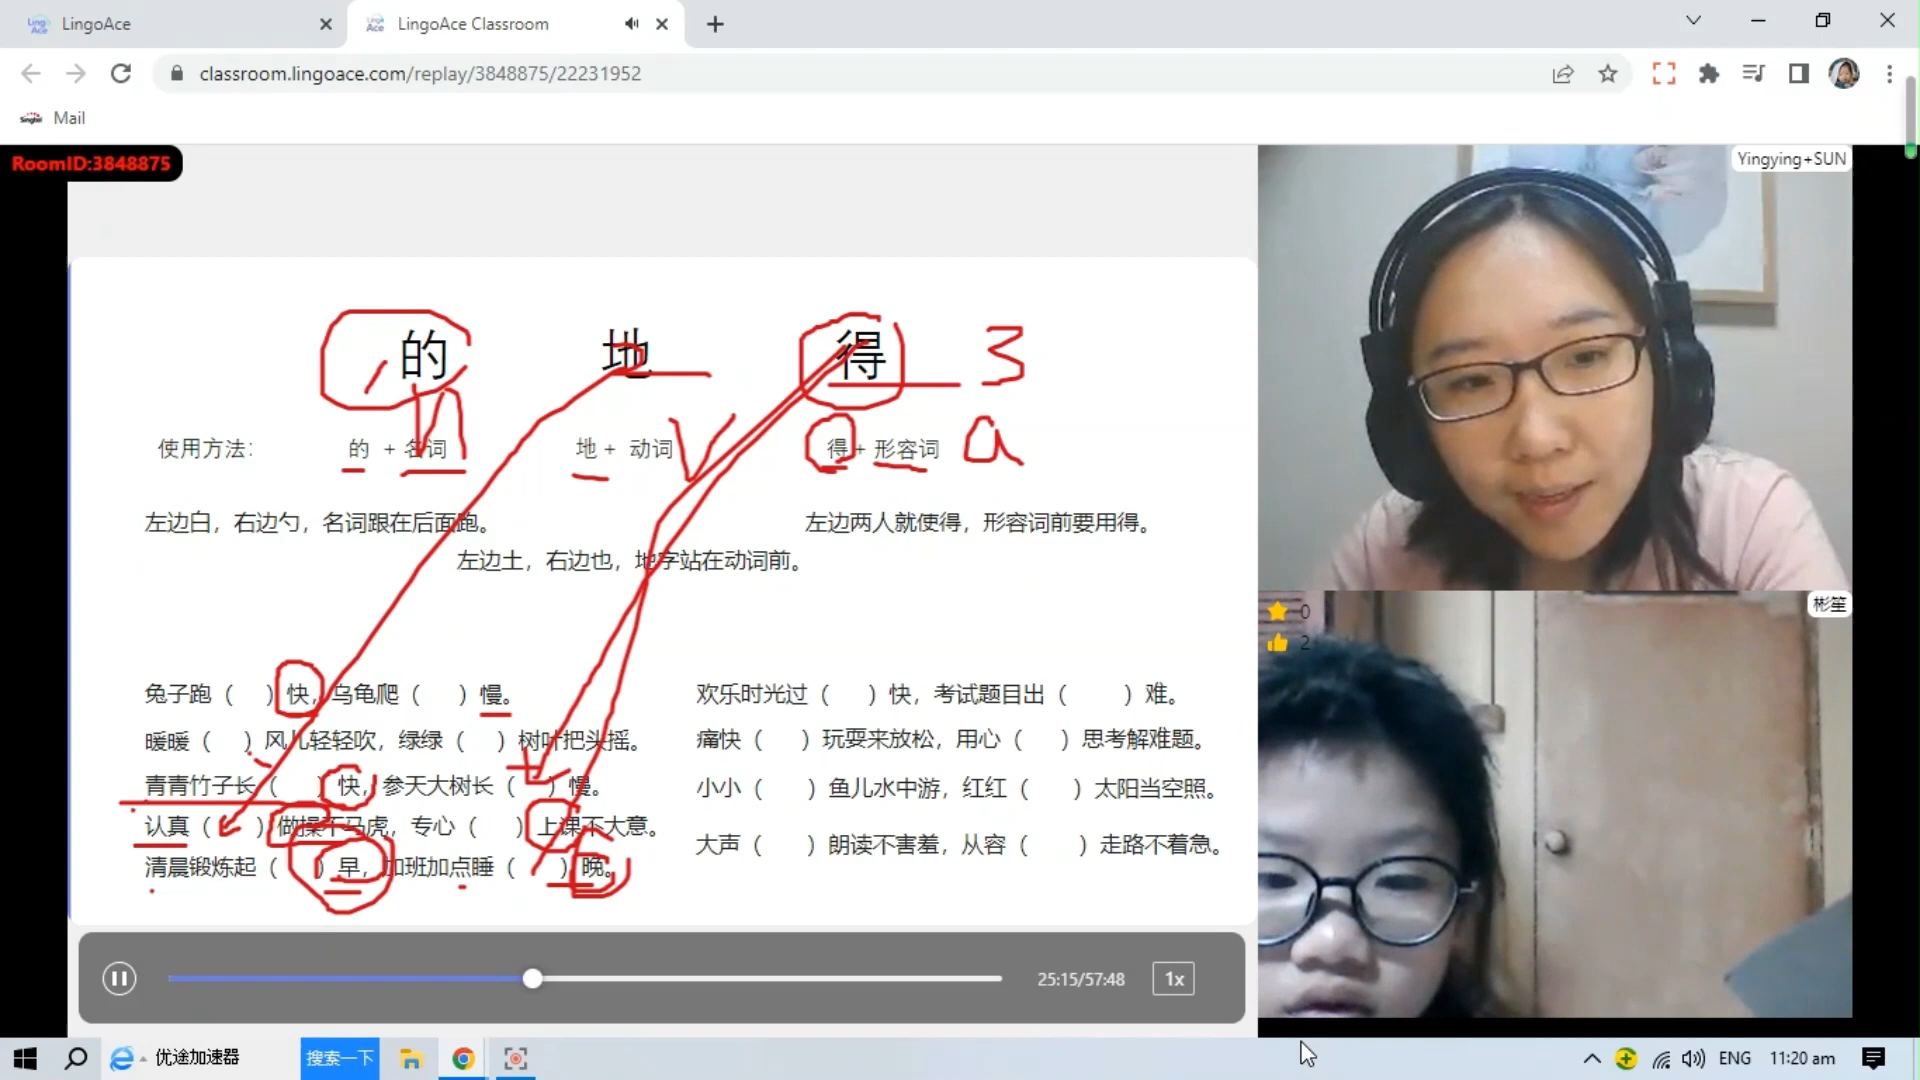 LingoAce
LingoAce Classroom
classroom.lingoace.com/replay/3848875/22231952
Singtel Mail
RoomID:3848875
Yingying+SUN
的 地 得 3
n v a
使用方法： 的 + 名词 地 + 动词 得 + 形容词
左边白，右边勺，名词跟在后面跑。 左边两人就使得，形容词前要用得。
左边土，右边也，地字站在动词前。
彬笙
0
2
兔子跑（ ）快，乌龟爬（ ）慢。 欢乐时光过（ ）快，考试题目出（ ）难。
暖暖（ ）风儿轻轻吹，绿绿（ ）树叶把头摇。 痛快（ ）玩耍来放松，用心（ ）思考解难题。
青青竹子长（ ）快，参天大树长（ ）慢。 小小（ ）鱼儿水中游，红红（ ）太阳当空照。
认真（ ）做操不马虎，专心（ ）上课不大意。
大声（ ）朗读不害羞，从容（ ）走路不着急。
清晨锻炼起（ ）早，加班加点睡（ ）晚。
25:15/57:48 1x
优途加速器 搜索一下 ENG 11:20 am